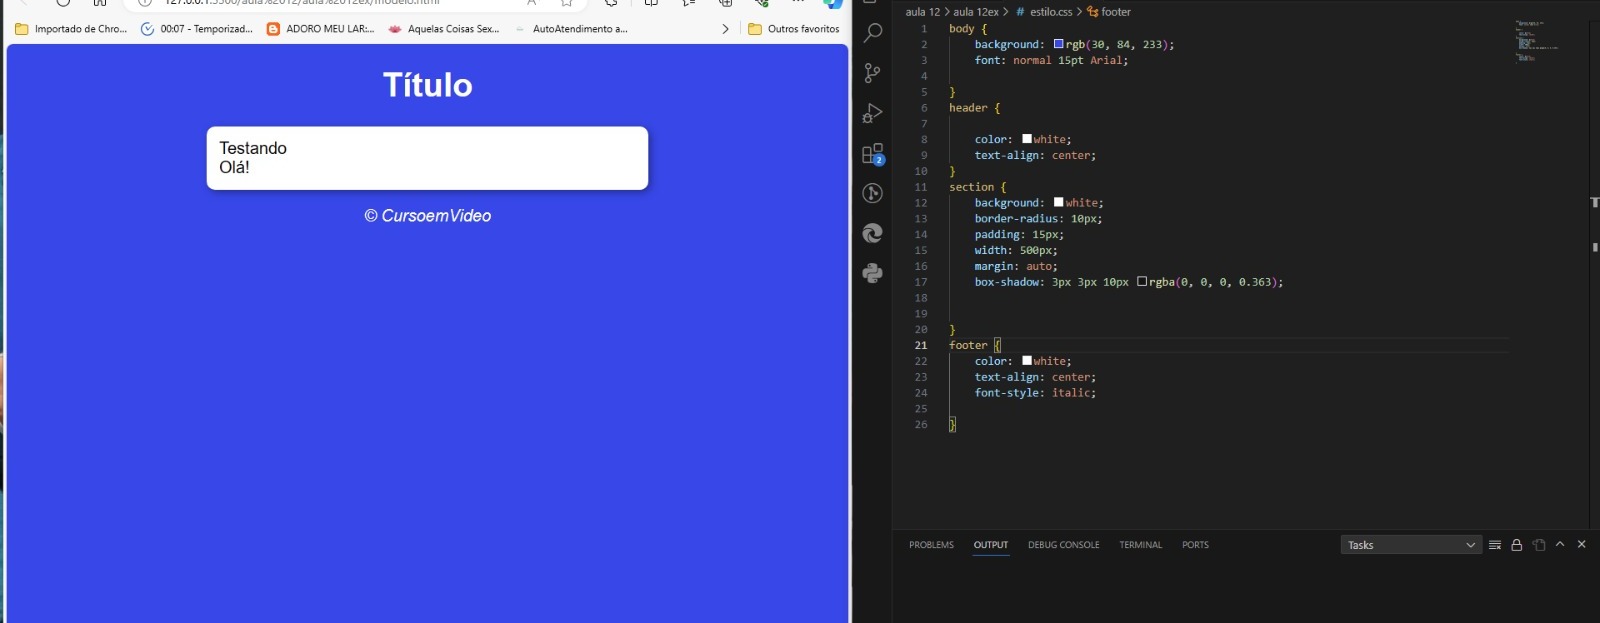 127.0.0.1:5500/aula%2012/aula%2012ex/modelo.html
Importado de Chro...
00:07 - Temporizad...
ADORO MEU LAR:...
Aquelas Coisas Sex...
AutoAtendimento a...
Outros favoritos
Título
Testando
Olá!
© CursoemVideo
aula 12 > aula 12ex > # estilo.css > footer
1 body {
2 background: rgb(30, 84, 233);
3 font: normal 15pt Arial;
4
5 }
6 header {
7
8 color: white;
9 text-align: center;
10 }
11 section {
12 background: white;
13 border-radius: 10px;
14 padding: 15px;
15 width: 500px;
16 margin: auto;
17 box-shadow: 3px 3px 10px rgba(0, 0, 0, 0.363);
18
19
20 }
21 footer {
22 color: white;
23 text-align: center;
24 font-style: italic;
25
26 }
2
PROBLEMS OUTPUT DEBUG CONSOLE TERMINAL PORTS
Tasks